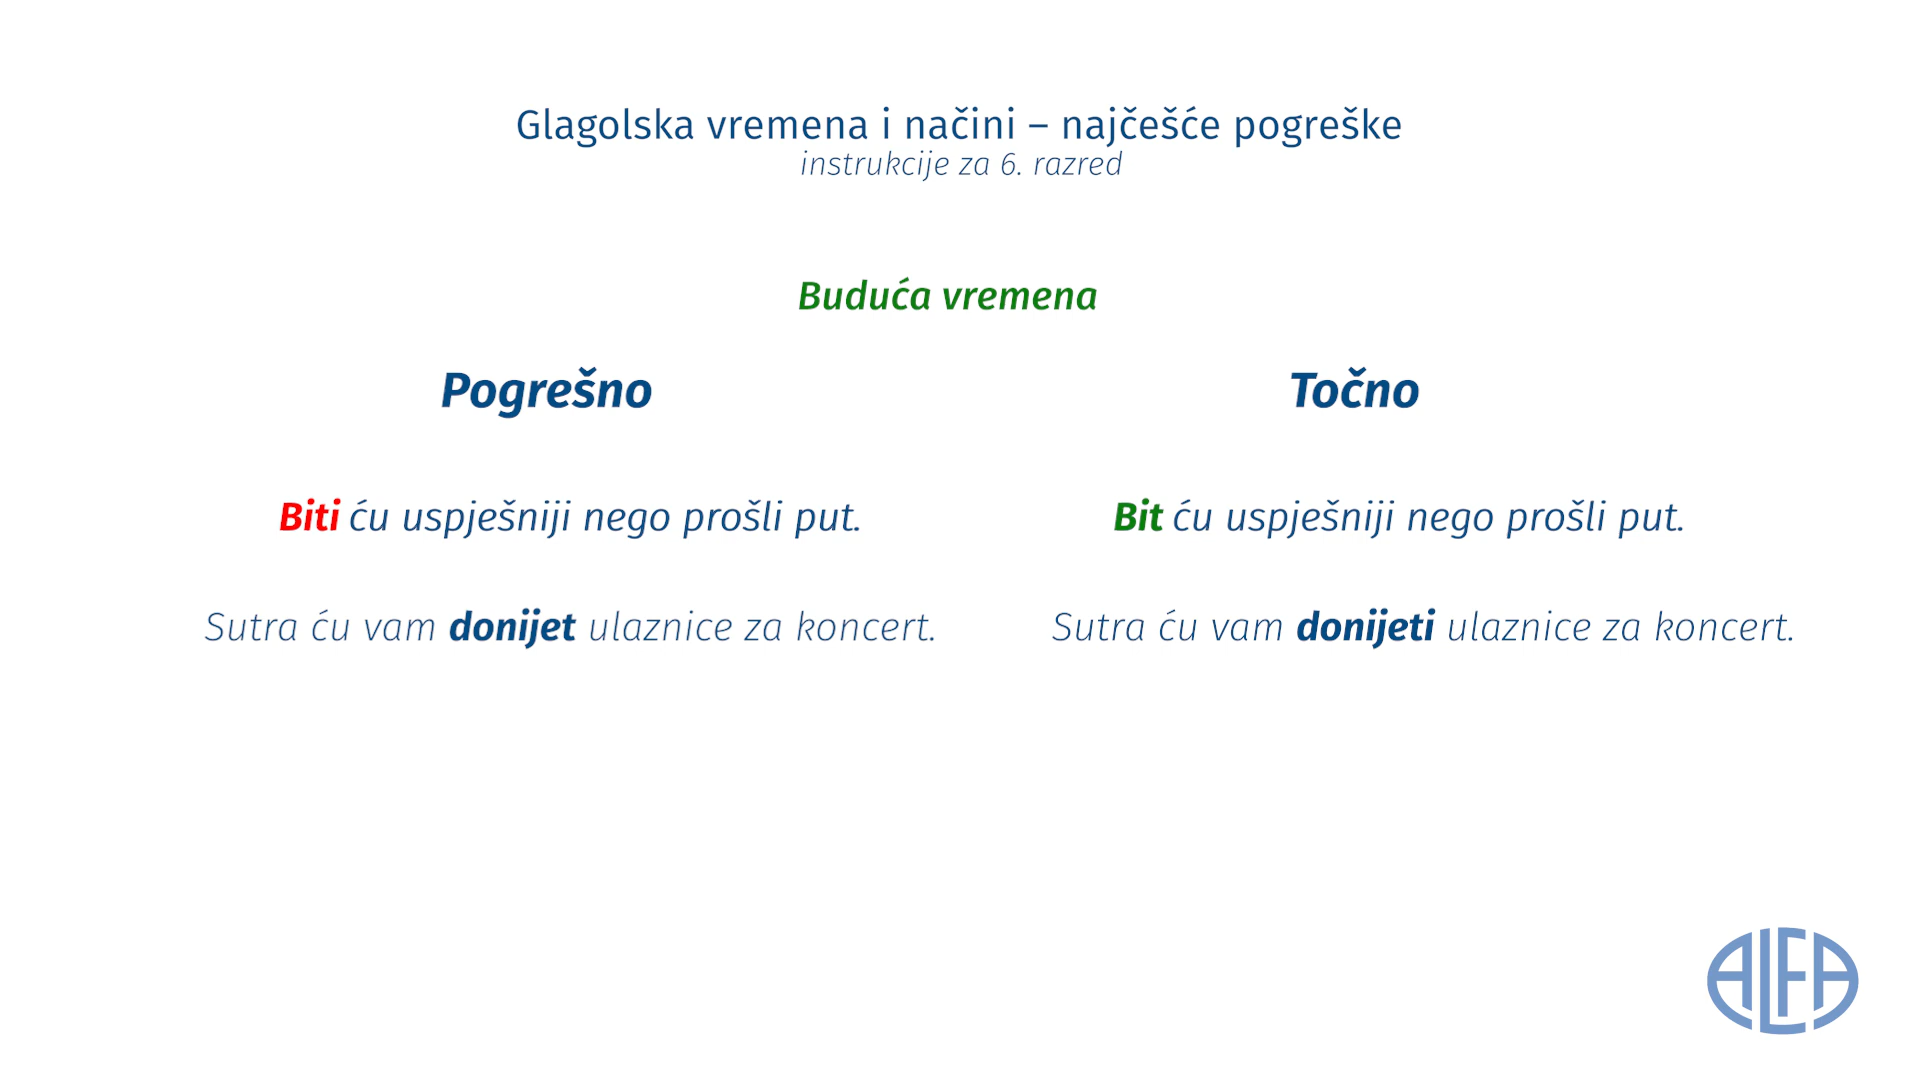 Glagolska vremena i načini – najčešće pogreške
instrukcije za 6. razred
Buduća vremena
Pogrešno
Točno
Biti ću uspješniji nego prošli put.
Bit ću uspješniji nego prošli put.
Sutra ću vam donijet ulaznice za koncert.
Sutra ću vam donijeti ulaznice za koncert.
ALFA